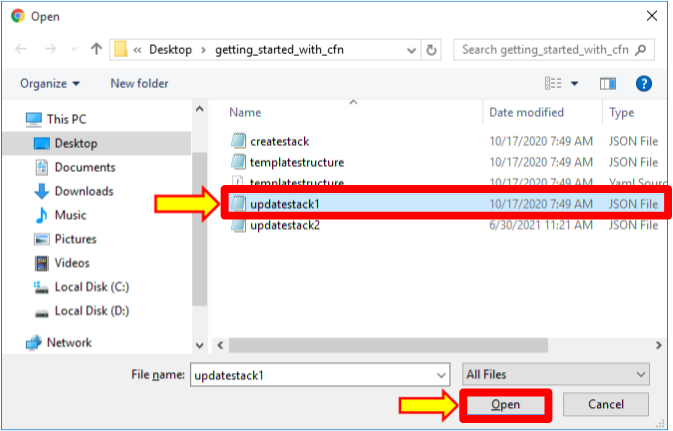 Open
« Desktop › getting_started_with_cfn
Search getting_started_with_cfn
Organize New folder
?
This PC
Desktop
Documents
Downloads
Music
Pictures
Videos
Local Disk (C:)
Local Disk (D:)
Network
Name Date modified Type
createstack 10/17/2020 7:49 AM JSON File
templatestructure 10/17/2020 7:49 AM JSON File
templatestructure 10/17/2020 7:49 AM Yaml Sourc
updatestack1 10/17/2020 7:49 AM JSON File
updatestack2 6/30/2021 11:21 AM JSON File
File name: updatestack1 All Files
Open Cancel